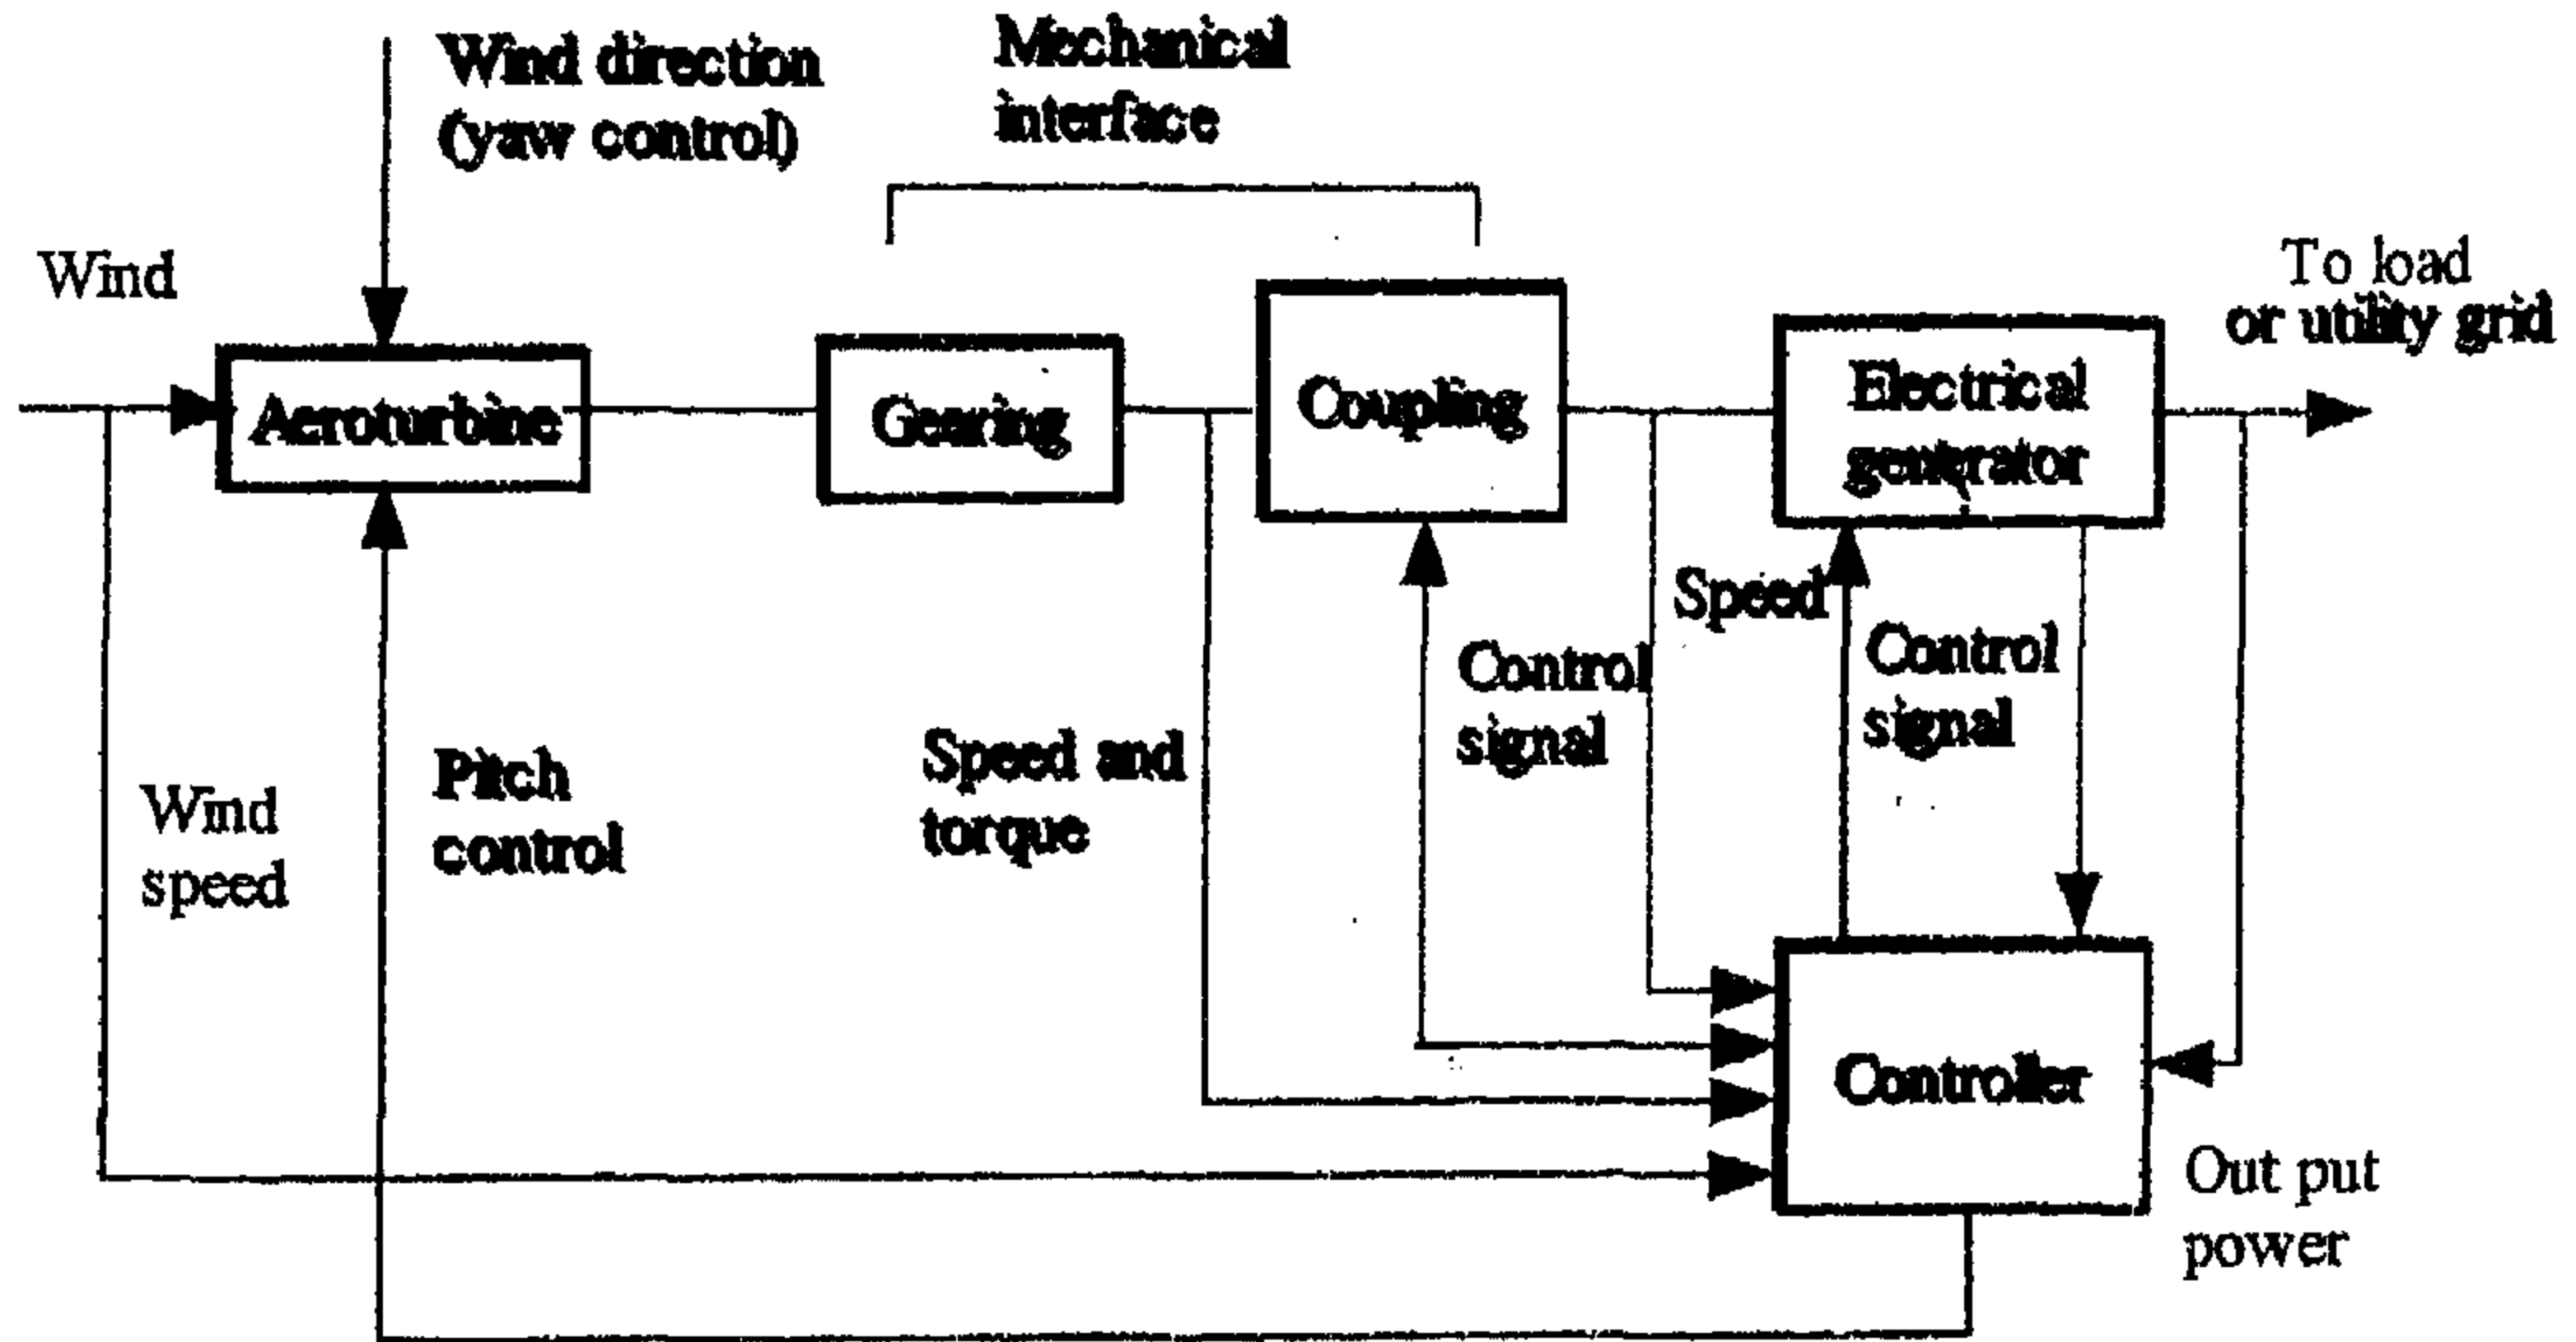 Wind direction
(yaw control)
Mechanical
interface
Wind
To load
or utility grid
Aeroturbine
Gearing
Coupling
Electrical
generator
Speed
Control
signal
Control
signal
Speed and
torque
Pitch
control
Wind
speed
Controller
Out put
power